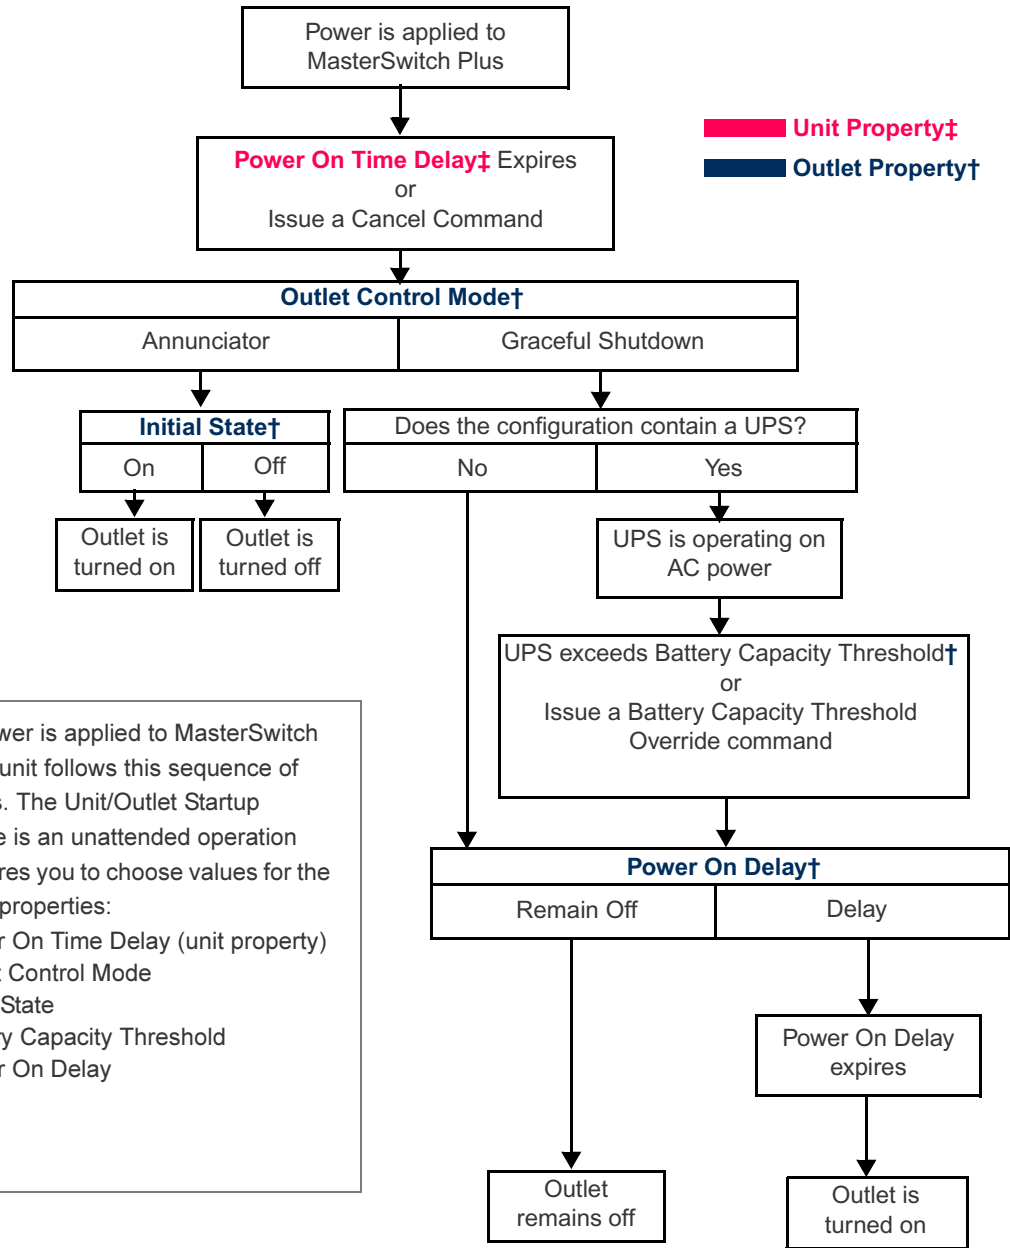 Power is applied to
MasterSwitch Plus
Unit Property‡
Outlet Property†
Power On Time Delay‡ Expires
or
Issue a Cancel Command
Outlet Control Mode†
Annunciator
Graceful Shutdown
Initial State†
On
Off
Does the configuration contain a UPS?
No
Yes
Outlet is
turned on
Outlet is
turned off
UPS is operating on
AC power
UPS exceeds Battery Capacity Threshold†
or
Issue a Battery Capacity Threshold
Override command
is applied to MasterSwitch
unit follows this sequence of
The Unit/Outlet Startup
is an unattended operation
you to choose values for the
properties:
On Time Delay (unit property)
Control Mode
State
Capacity Threshold
On Delay
Power On Delay†
Remain Off
Delay
Power On Delay
expires
Outlet
remains off
Outlet is
turned on